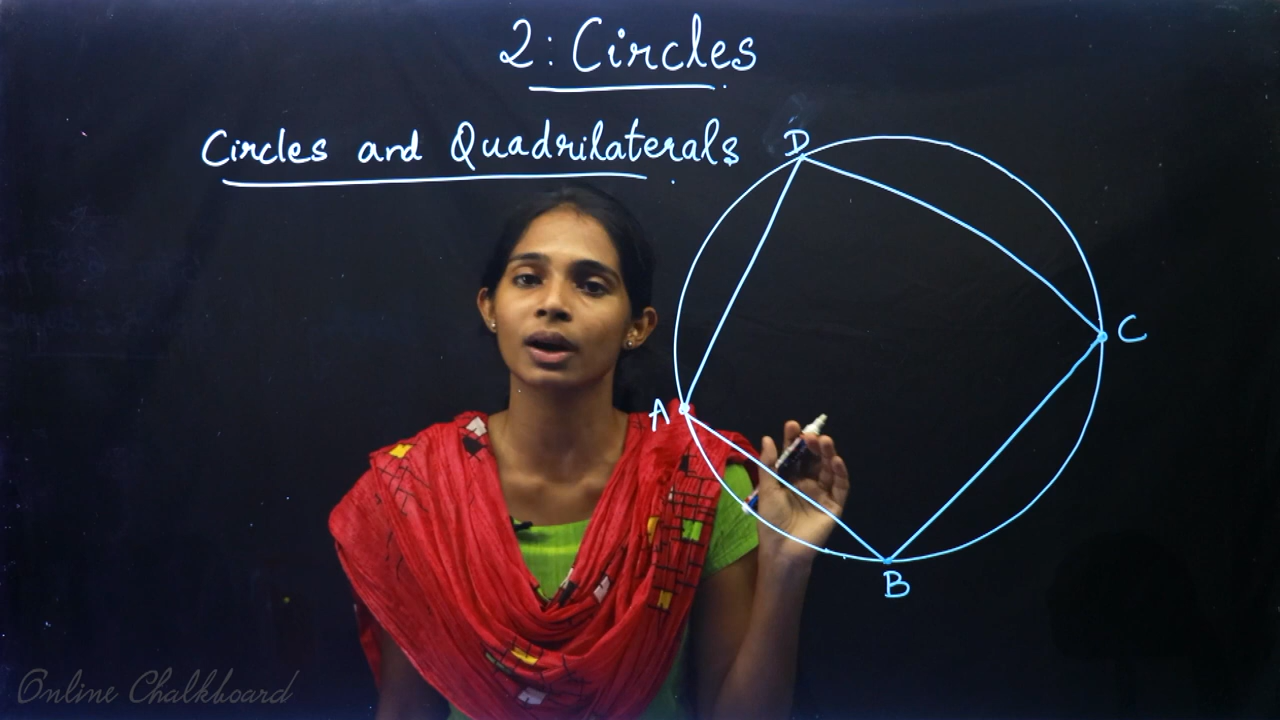 2: Circles
Circles and Quadrilaterals
D
C
A
B
Online Chalkboard